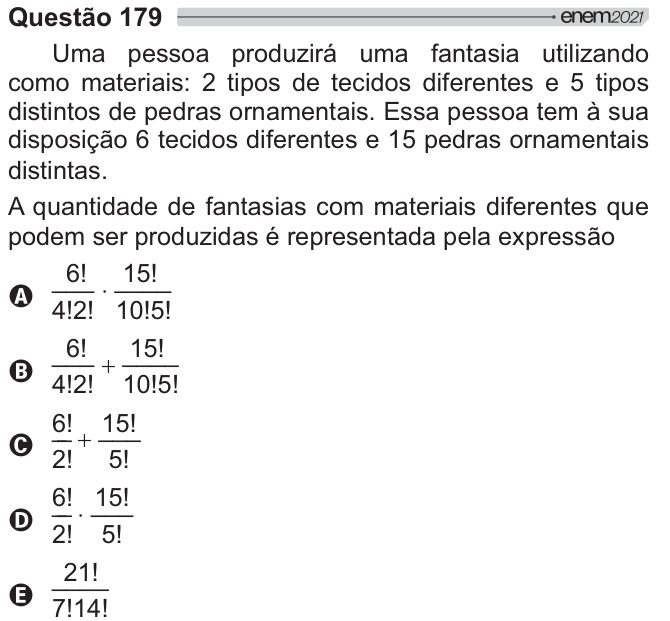 Questão 179 enem2021
Uma pessoa produzirá uma fantasia utilizando
como materiais: 2 tipos de tecidos diferentes e 5 tipos
distintos de pedras ornamentais. Essa pessoa tem à sua
disposição 6 tecidos diferentes e 15 pedras ornamentais
distintas.
A quantidade de fantasias com materiais diferentes que
podem ser produzidas é representada pela expressão
A 6!/4!2! · 15!/10!5!
B 6!/4!2! + 15!/10!5!
C 6!/2! + 15!/5!
D 6!/2! · 15!/5!
E 21!/7!14!